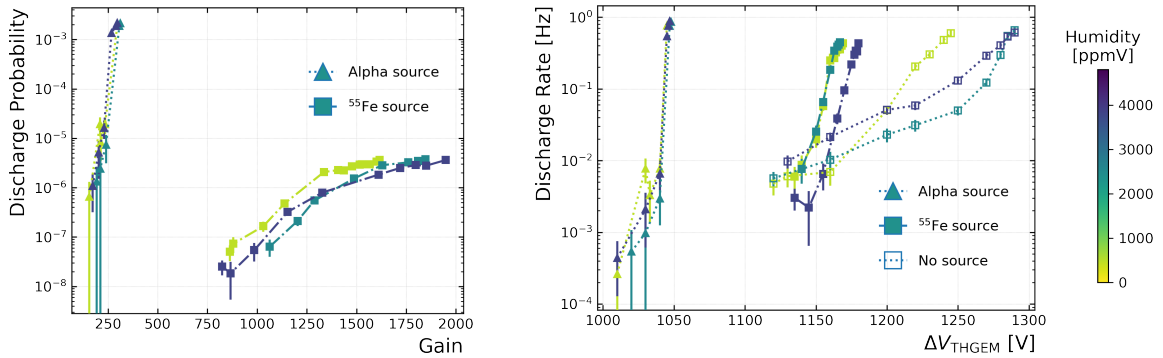 Discharge Probability
10⁻³
10⁻⁴
10⁻⁵
10⁻⁶
10⁻⁷
10⁻⁸
Alpha source
⁵⁵Fe source
250 500 750 1000 1250 1500 1750 2000
Gain
Discharge Rate [Hz]
10⁰
10⁻¹
10⁻²
10⁻³
10⁻⁴
Alpha source
⁵⁵Fe source
No source
1000 1050 1100 1150 1200 1250 1300
ΔV_THGEM [V]
Humidity
[ppmV]
4000
3000
2000
1000
0